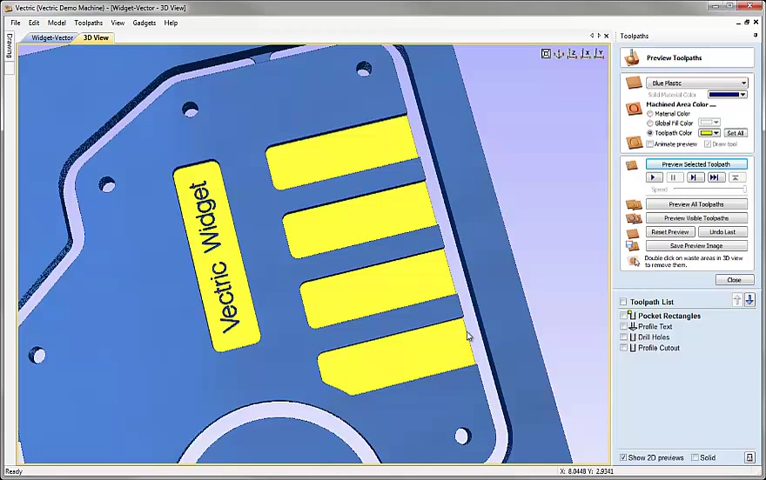 Vectric (Vectric Demo Machine) - [Widget-Vector - 3D View]
File Edit Model Toolpaths View Gadgets Help
Drawing
Widget-Vector 3D View
Vectric Widget
Toolpaths
Preview Toolpaths
Blue Plastic
Solid Material Color
Machined Area Color ......
Material Color
Global Fill Color
Toolpath Color Set All
Animate preview Draw tool
Preview Selected Toolpath
Speed
Preview All Toolpaths
Preview Visible Toolpaths
Reset Preview Undo Last
Save Preview Image
Double click on waste areas in 3D view
to remove them.
Close
Toolpath List
Pocket Rectangles
Profile Text
Drill Holes
Profile Cutout
Show 2D previews Solid
Ready
X: 8.0448 Y: 2.9341